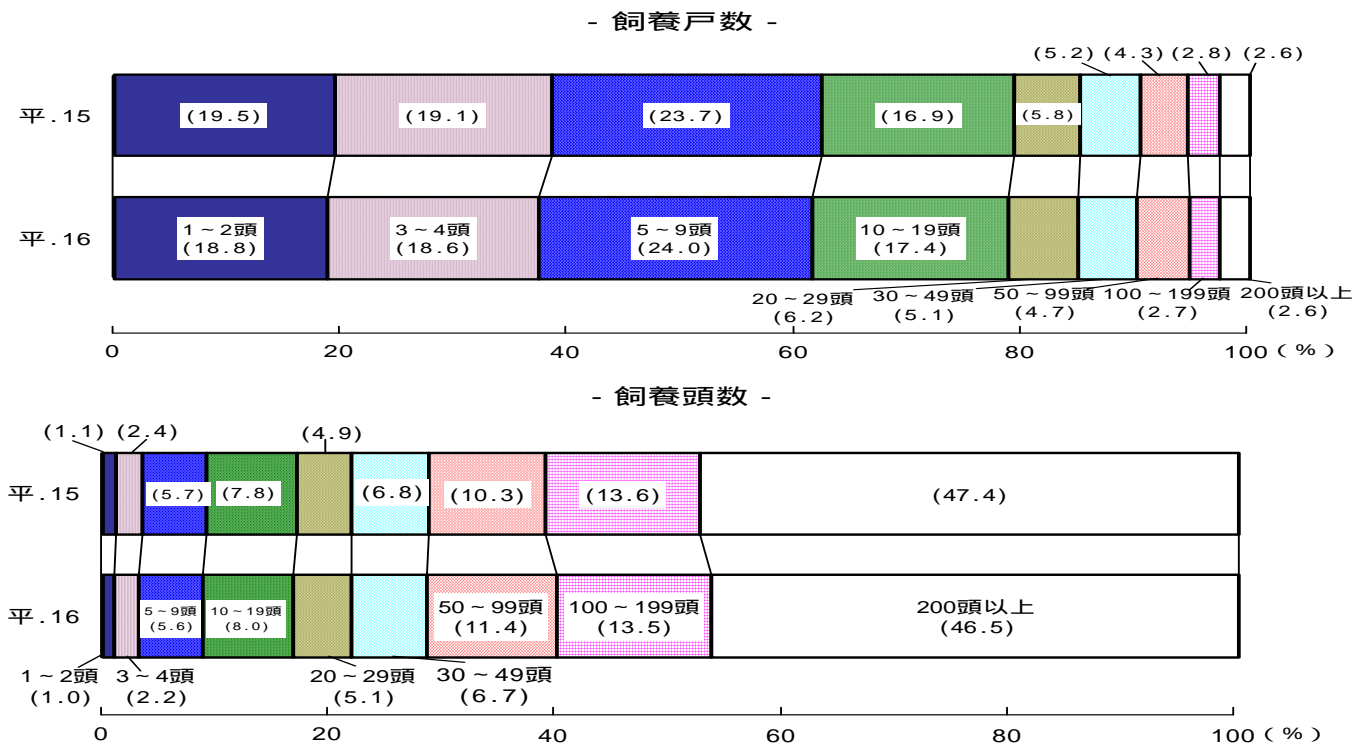 - 飼養戸数 -
(5.2) (4.3) (2.8) (2.6)
平.15 (19.5) (19.1) (23.7) (16.9) (5.8)
平.16 1～2頭 3～4頭 5～9頭 10～19頭
(18.8) (18.6) (24.0) (17.4)
20～29頭 30～49頭 50～99頭 100～199頭 200頭以上
(6.2) (5.1) (4.7) (2.7) (2.6)
0 20 40 60 80 100 (%)
- 飼養頭数 -
(1.1) (2.4) (4.9)
平.15 (5.7) (7.8) (6.8) (10.3) (13.6) (47.4)
平.16 5～9頭 10～19頭 50～99頭 100～199頭 200頭以上
(5.6) (8.0) (11.4) (13.5) (46.5)
1～2頭 3～4頭 20～29頭 30～49頭
(1.0) (2.2) (5.1) (6.7)
0 20 40 60 80 100 (%)